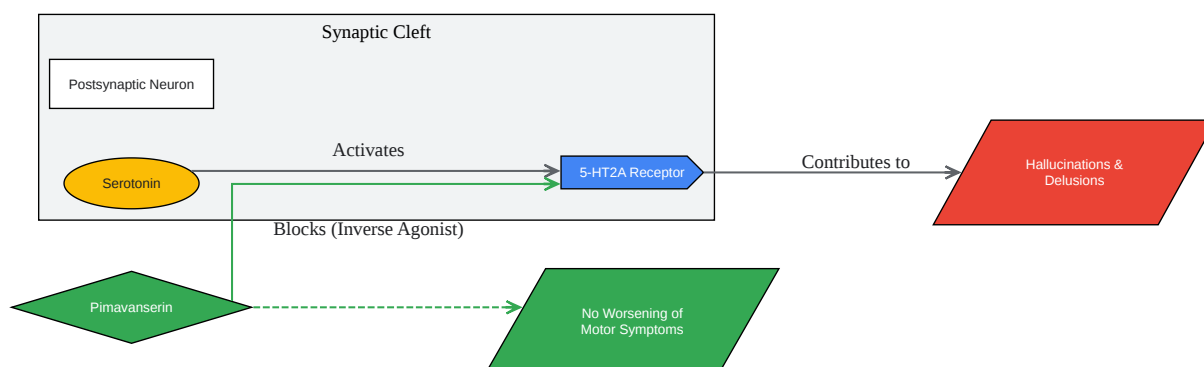 Synaptic Cleft
Postsynaptic Neuron
Activates
Serotonin
5-HT2A Receptor
Contributes to
Hallucinations &
Delusions
Blocks (Inverse Agonist)
Pimavanserin
No Worsening of
Motor Symptoms